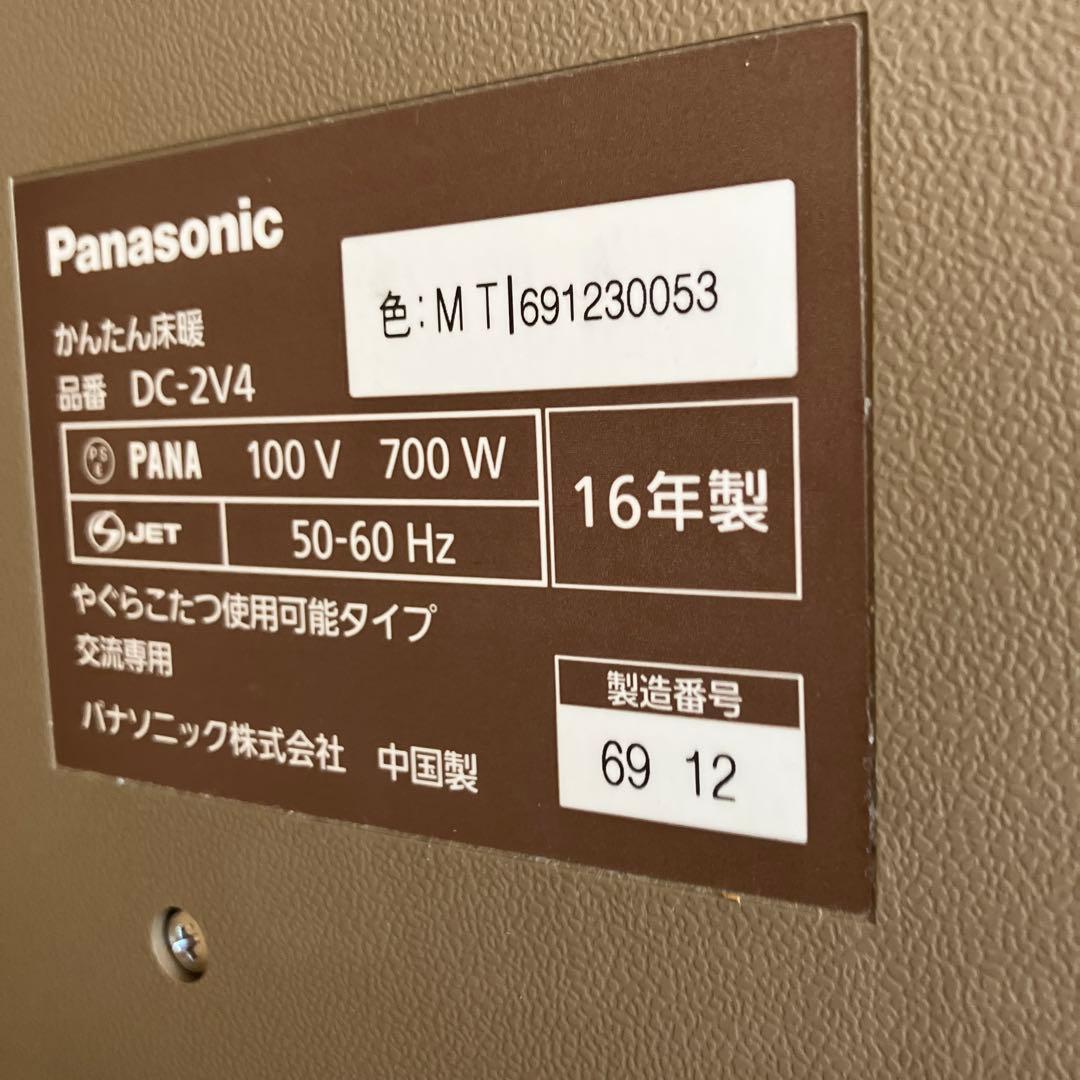 Panasonic
色：M T|691230053
かんたん床暖
品番 DC-2V4
PS E PANA 100 V 700 W
JET 50-60 Hz
16年製
やぐらこたつ使用可能タイプ
交流専用
パナソニック株式会社 中国製
製造番号
69 12